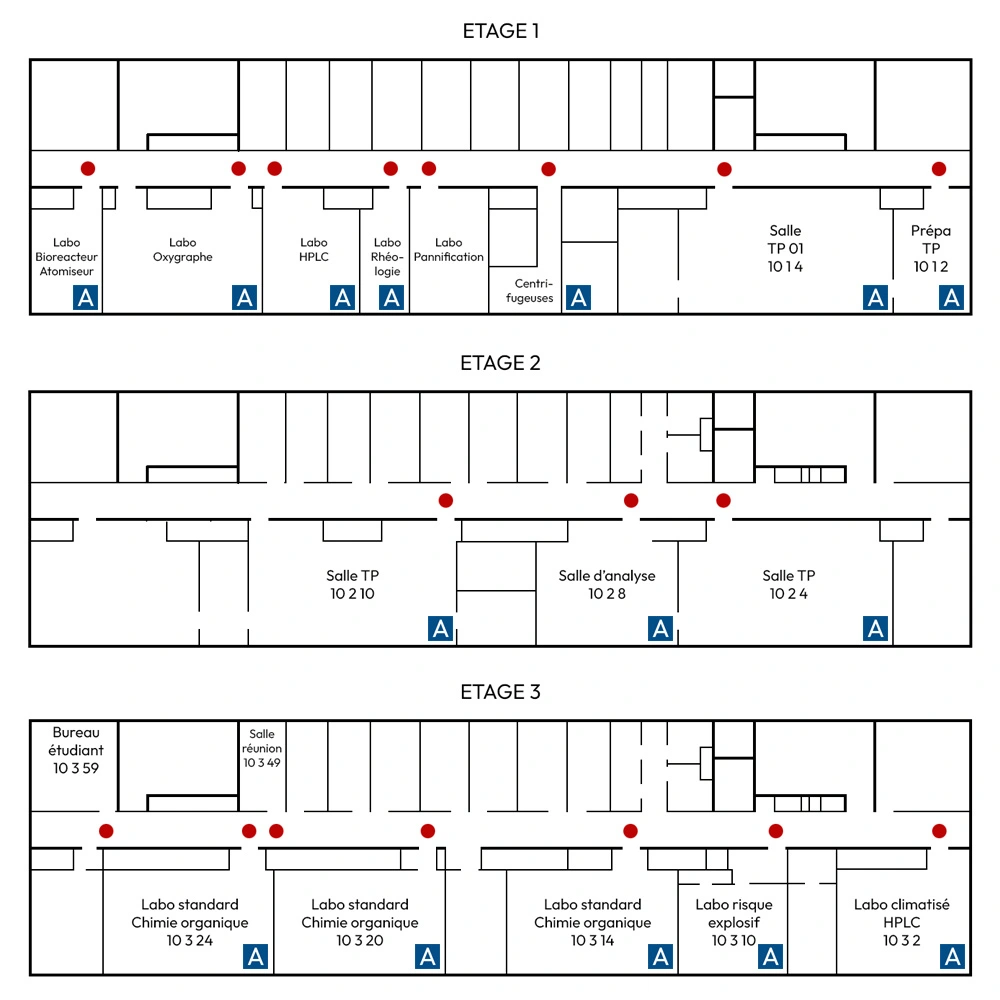 ETAGE 1
Labo
Bioreacteur
Atomiseur
A
Labo
Oxygraphe
A
Labo
HPLC
A
Labo
Rhéo-
logie
A
Labo
Pannification
Centri-
fugeuses
A
Salle
TP 01
10 1 4
A
Prépa
TP
10 1 2
A
ETAGE 2
Salle TP
10 2 10
A
Salle d'analyse
10 2 8
A
Salle TP
10 2 4
A
ETAGE 3
Bureau
étudiant
10 3 59
Salle
réunion
10 3 49
Labo standard
Chimie organique
10 3 24
A
Labo standard
Chimie organique
10 3 20
A
Labo standard
Chimie organique
10 3 14
A
Labo risque
explosif
10 3 10
A
Labo climatisé
HPLC
10 3 2
A